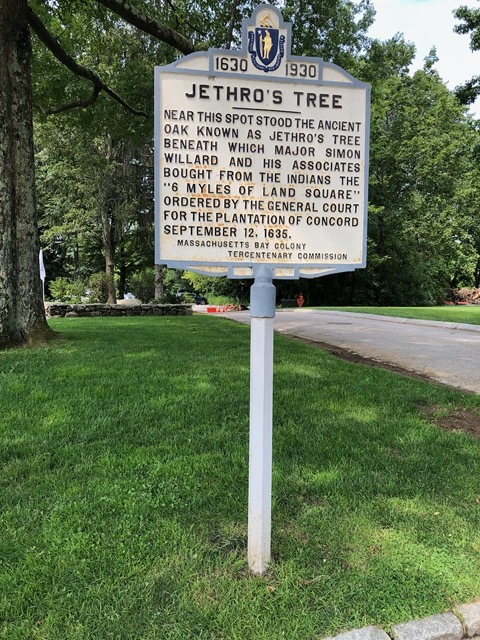 1630 1930
JETHRO'S TREE
NEAR THIS SPOT STOOD THE ANCIENT
OAK KNOWN AS JETHRO'S TREE
BENEATH WHICH MAJOR SIMON
WILLARD AND HIS ASSOCIATES
BOUGHT FROM THE INDIANS THE
"6 MYLES OF LAND SQUARE"
ORDERED BY THE GENERAL COURT
FOR THE PLANTATION OF CONCORD
SEPTEMBER 12, 1635.
MASSACHUSETTS BAY COLONY
TERCENTENARY COMMISSION